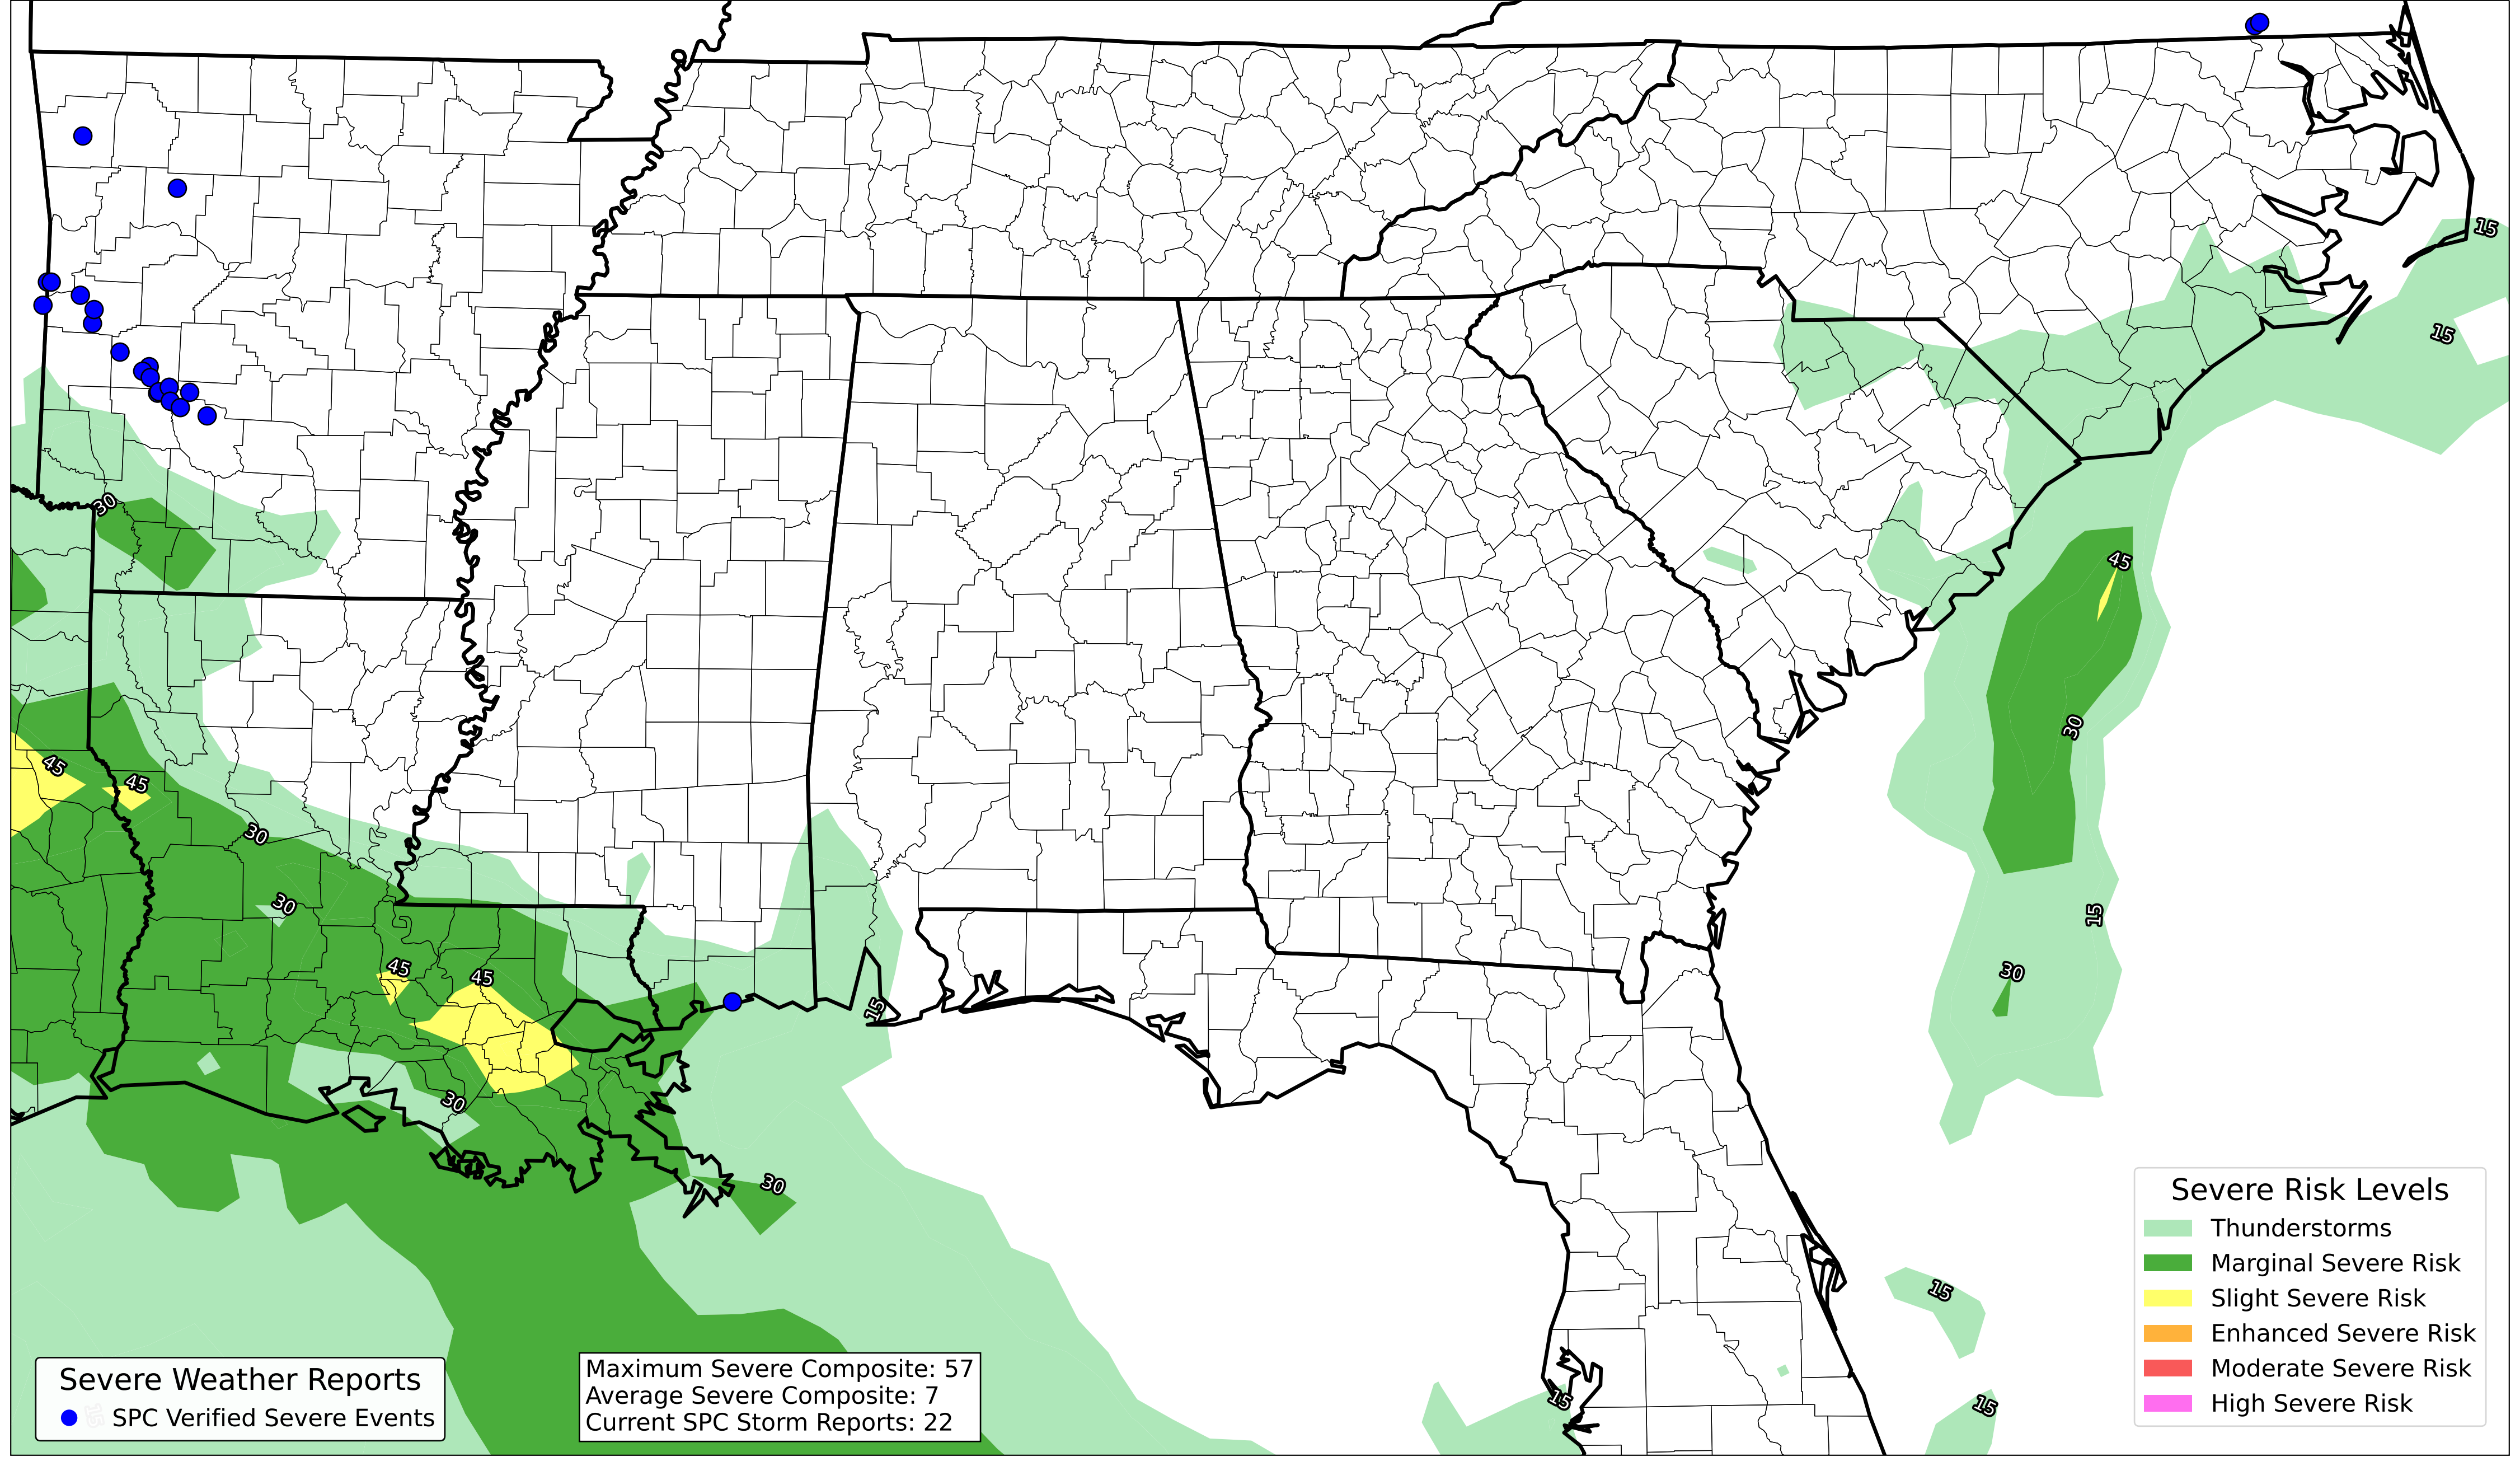 15
15
30
45
45
45
30
30
30
45
45
15
15
30
30
30
15
15
15
Severe Risk Levels
Thunderstorms
Marginal Severe Risk
Slight Severe Risk
Enhanced Severe Risk
Moderate Severe Risk
High Severe Risk
Severe Weather Reports
SPC Verified Severe Events
15
Maximum Severe Composite: 57
Average Severe Composite: 7
Current SPC Storm Reports: 22